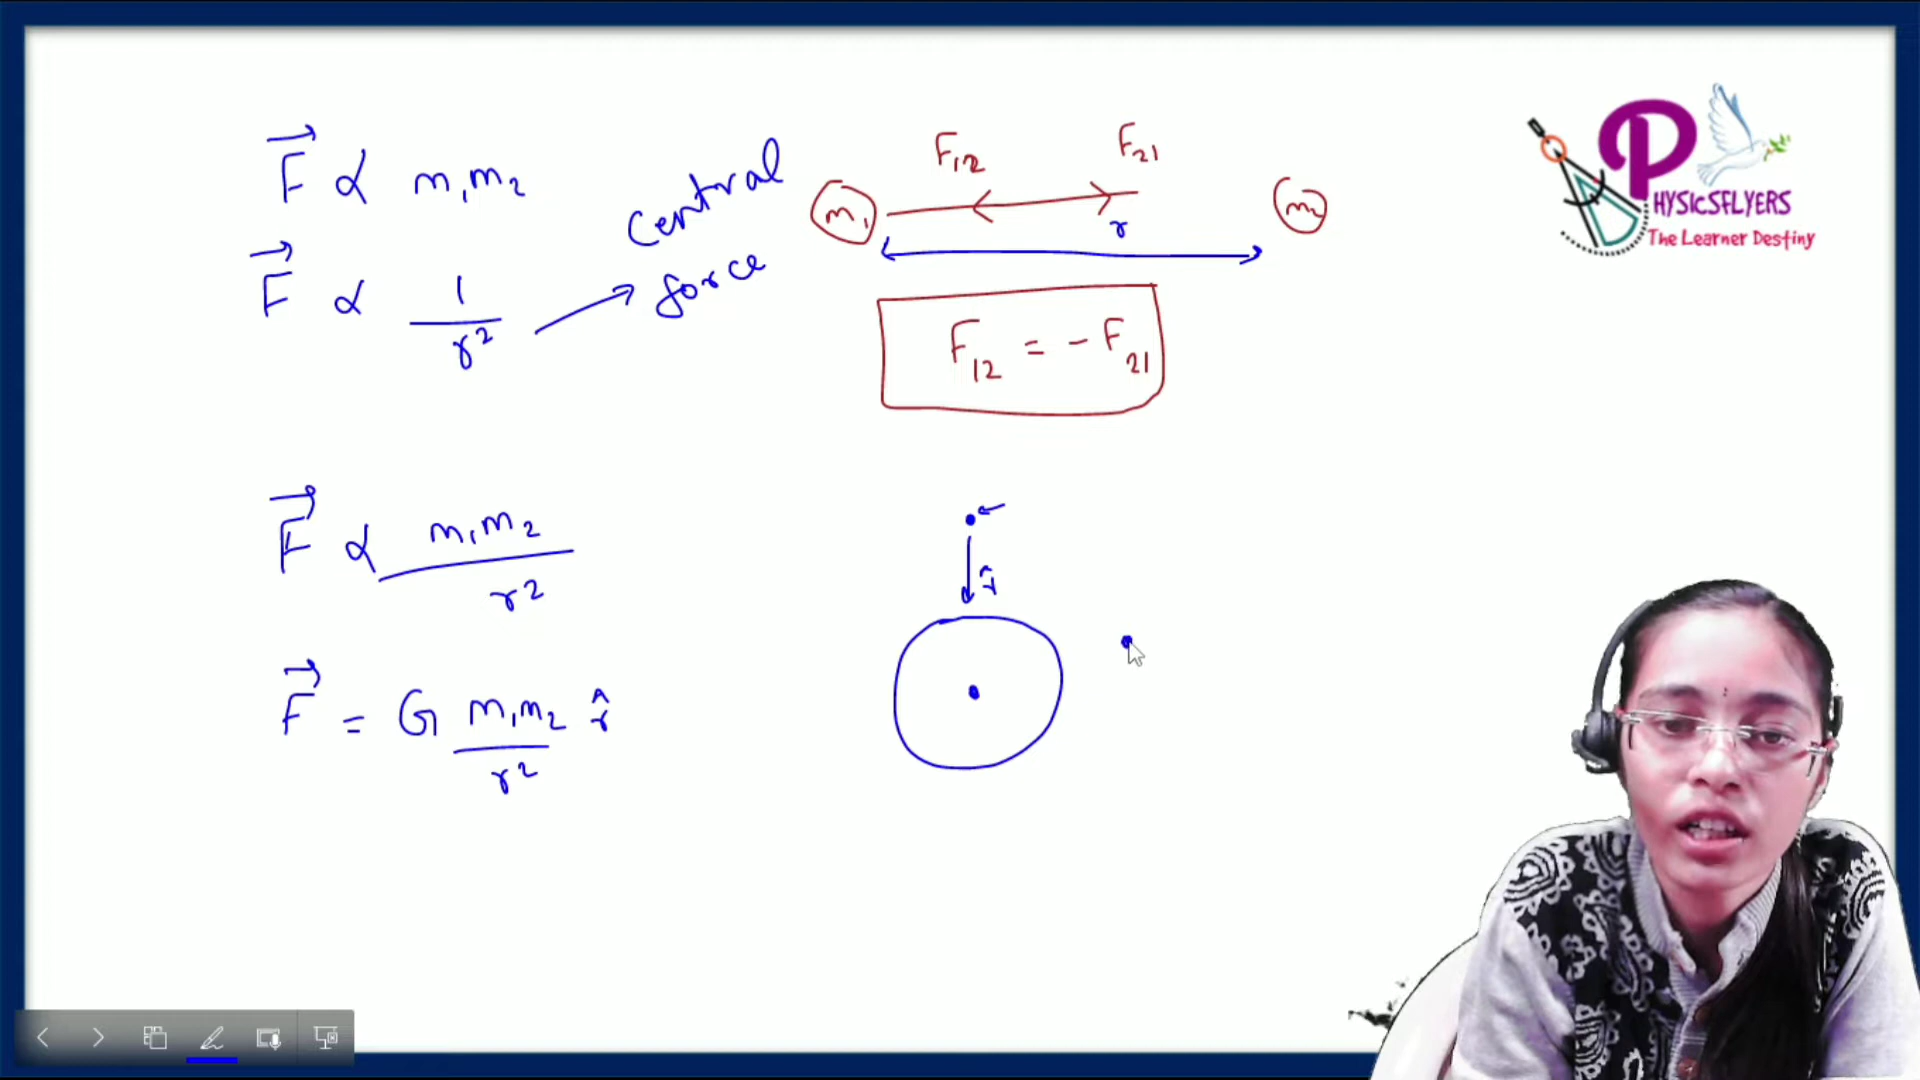 F⃗ ∝ m₁m₂
F⃗ ∝ 1/r²
central
force
F₁₂
F₂₁
m₁
m₂
r
F₁₂ = - F₂₁
F⃗ ∝ m₁m₂/r²
r̂
F⃗ = G m₁m₂/r² r̂
PHYSICSFLYERS
The Learner Destiny